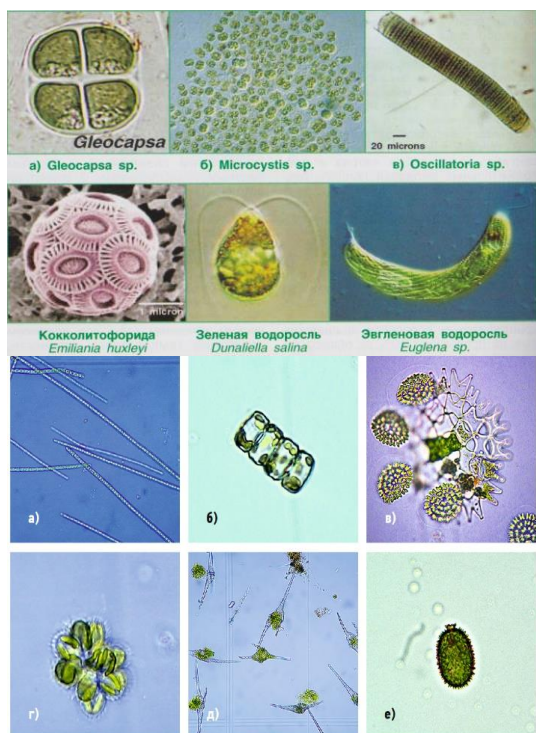 Gleocapsa
а) Gleocapsa sp.
б) Microcystis sp.
20 microns
в) Oscillatoria sp.
1 micron
Кокколитофорида
Emiliania huxleyi
Зеленая водоросль
Dunaliella salina
Эвгленовая водоросль
Euglena sp.
а)
б)
в)
г)
д)
е)